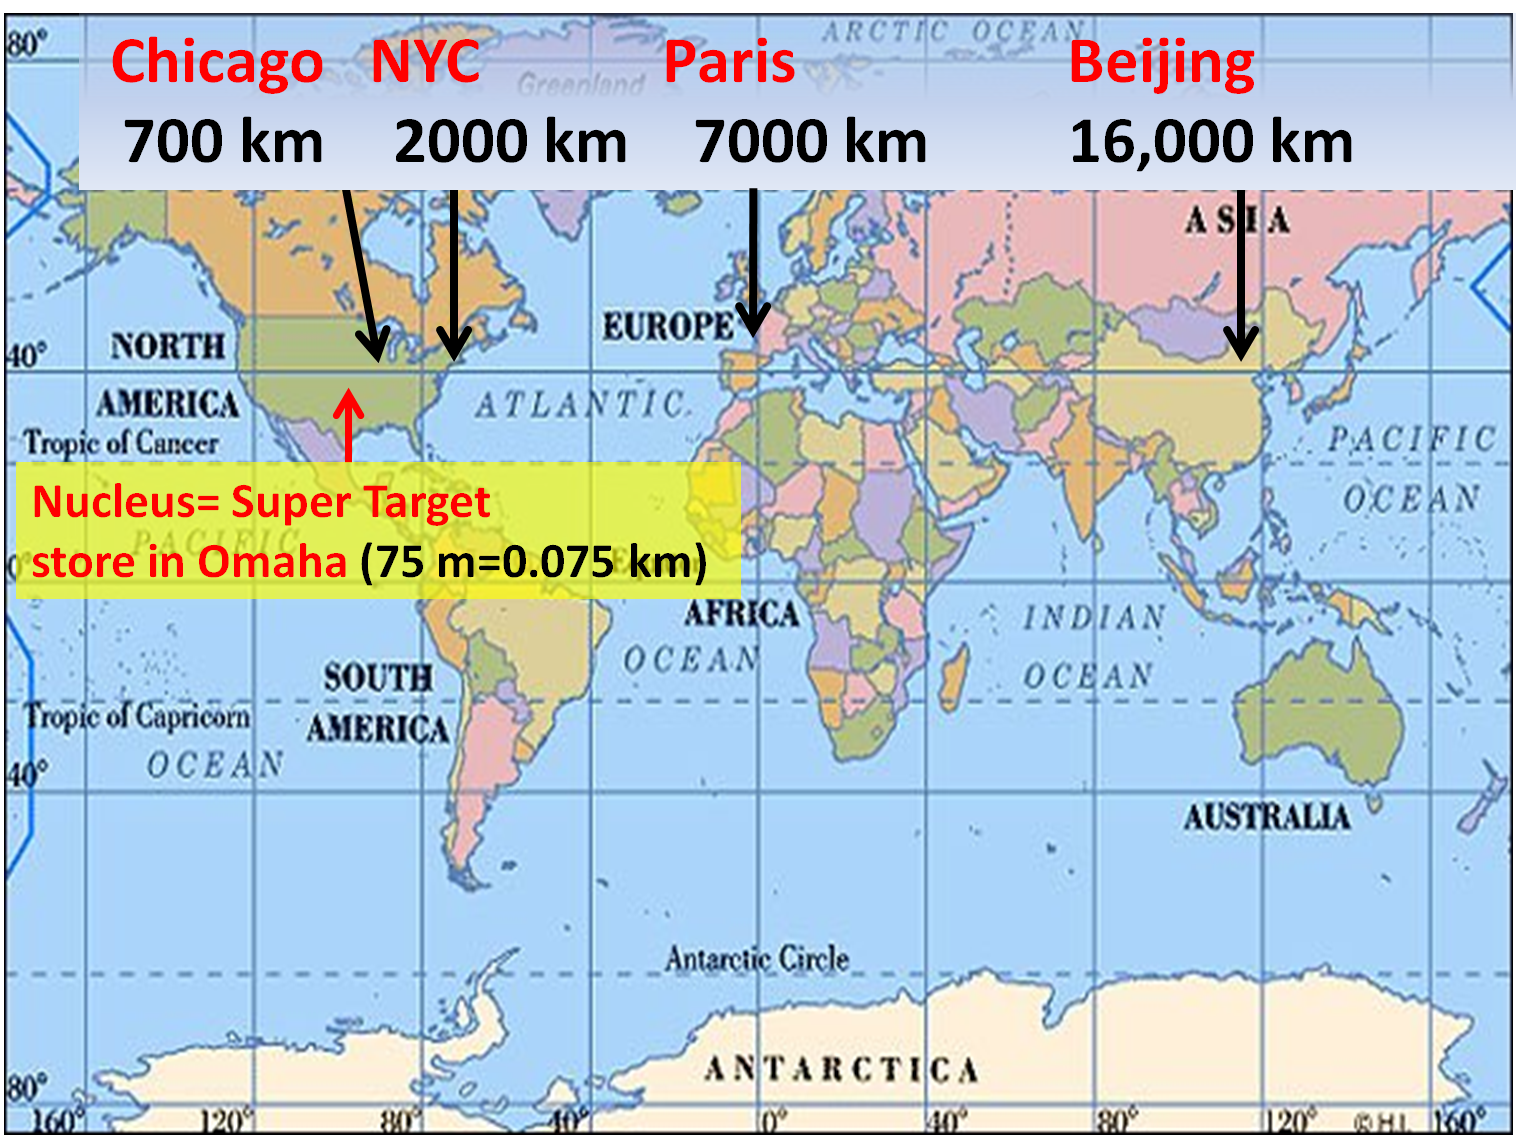 80° ARCTIC OCEAN
Chicago NYC Paris Beijing
Greenland
700 km 2000 km 7000 km 16,000 km
ASIA
NORTH EUROPE
40°
AMERICA ATLANTIC
Tropic of Cancer PACIFIC
OCEAN
Nucleus= Super Target
PACIFIC
store in Omaha (75 m=0.075 km)
0°
AFRICA INDIAN
OCEAN OCEAN
SOUTH
Tropic of Capricorn AMERICA
OCEAN
40°
AUSTRALIA
Antarctic Circle
ANTARCTICA
80°
160° 120° 80° 40° 0° 40° 80° 120° © H.I. 160°